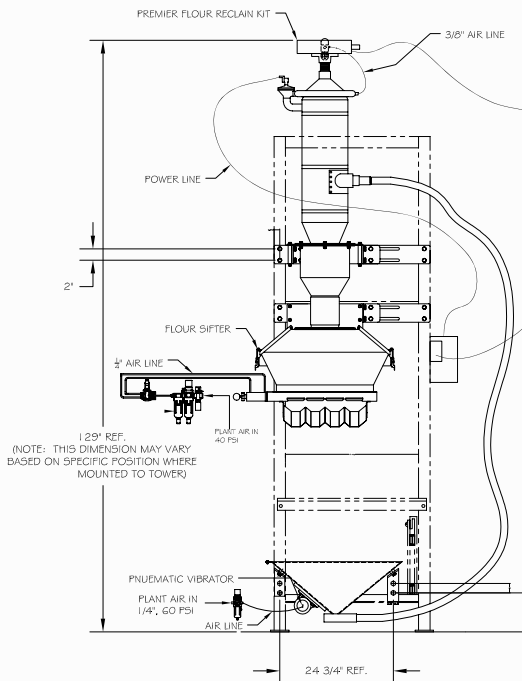 PREMIER FLOUR RECLAIN KIT
3/8" AIR LINE
POWER LINE
2"
FLOUR SIFTER
¼" AIR LINE
PLANT AIR IN
40 PSI
129" REF.
(NOTE: THIS DIMENSION MAY VARY
BASED ON SPECIFIC POSITION WHERE
MOUNTED TO TOWER)
PNUEMATIC VIBRATOR
PLANT AIR IN
1/4", 60 PSI
AIR LINE
24 3/4" REF.